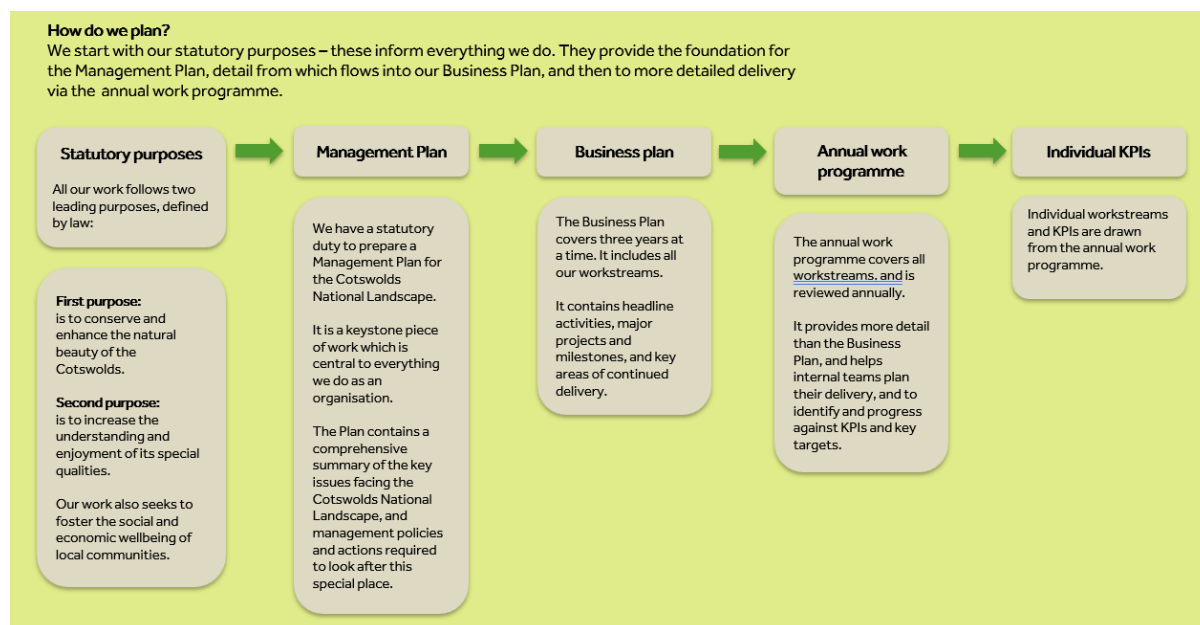 How do we plan?
We start with our statutory purposes – these inform everything we do. They provide the foundation for
the Management Plan, detail from which flows into our Business Plan, and then to more detailed delivery
via the annual work programme.
Statutory purposes
All our work follows two
leading purposes, defined
by law:
First purpose:
is to conserve and
enhance the natural
beauty of the
Cotswolds.
Second purpose:
is to increase the
understanding and
enjoyment of its special
qualities.
Our work also seeks to
foster the social and
economic wellbeing of
local communities.
Management Plan
We have a statutory
duty to prepare a
Management Plan for
the Cotswolds
National Landscape.
It is a keystone piece
of work which is
central to everything
we do as an
organisation.
The Plan contains a
comprehensive
summary of the key
issues facing the
Cotswolds National
Landscape, and
management policies
and actions required
to look after this
special place.
Business plan
The Business Plan
covers three years at
a time. It includes all
our workstreams.
It contains headline
activities, major
projects and
milestones, and key
areas of continued
delivery.
Annual work
programme
The annual work
programme covers all
workstreams. and is
reviewed annually.
It provides more detail
than the Business
Plan, and helps
internal teams plan
their delivery, and to
identify and progress
against KPIs and key
targets.
Individual KPIs
Individual workstreams
and KPIs are drawn
from the annual work
programme.